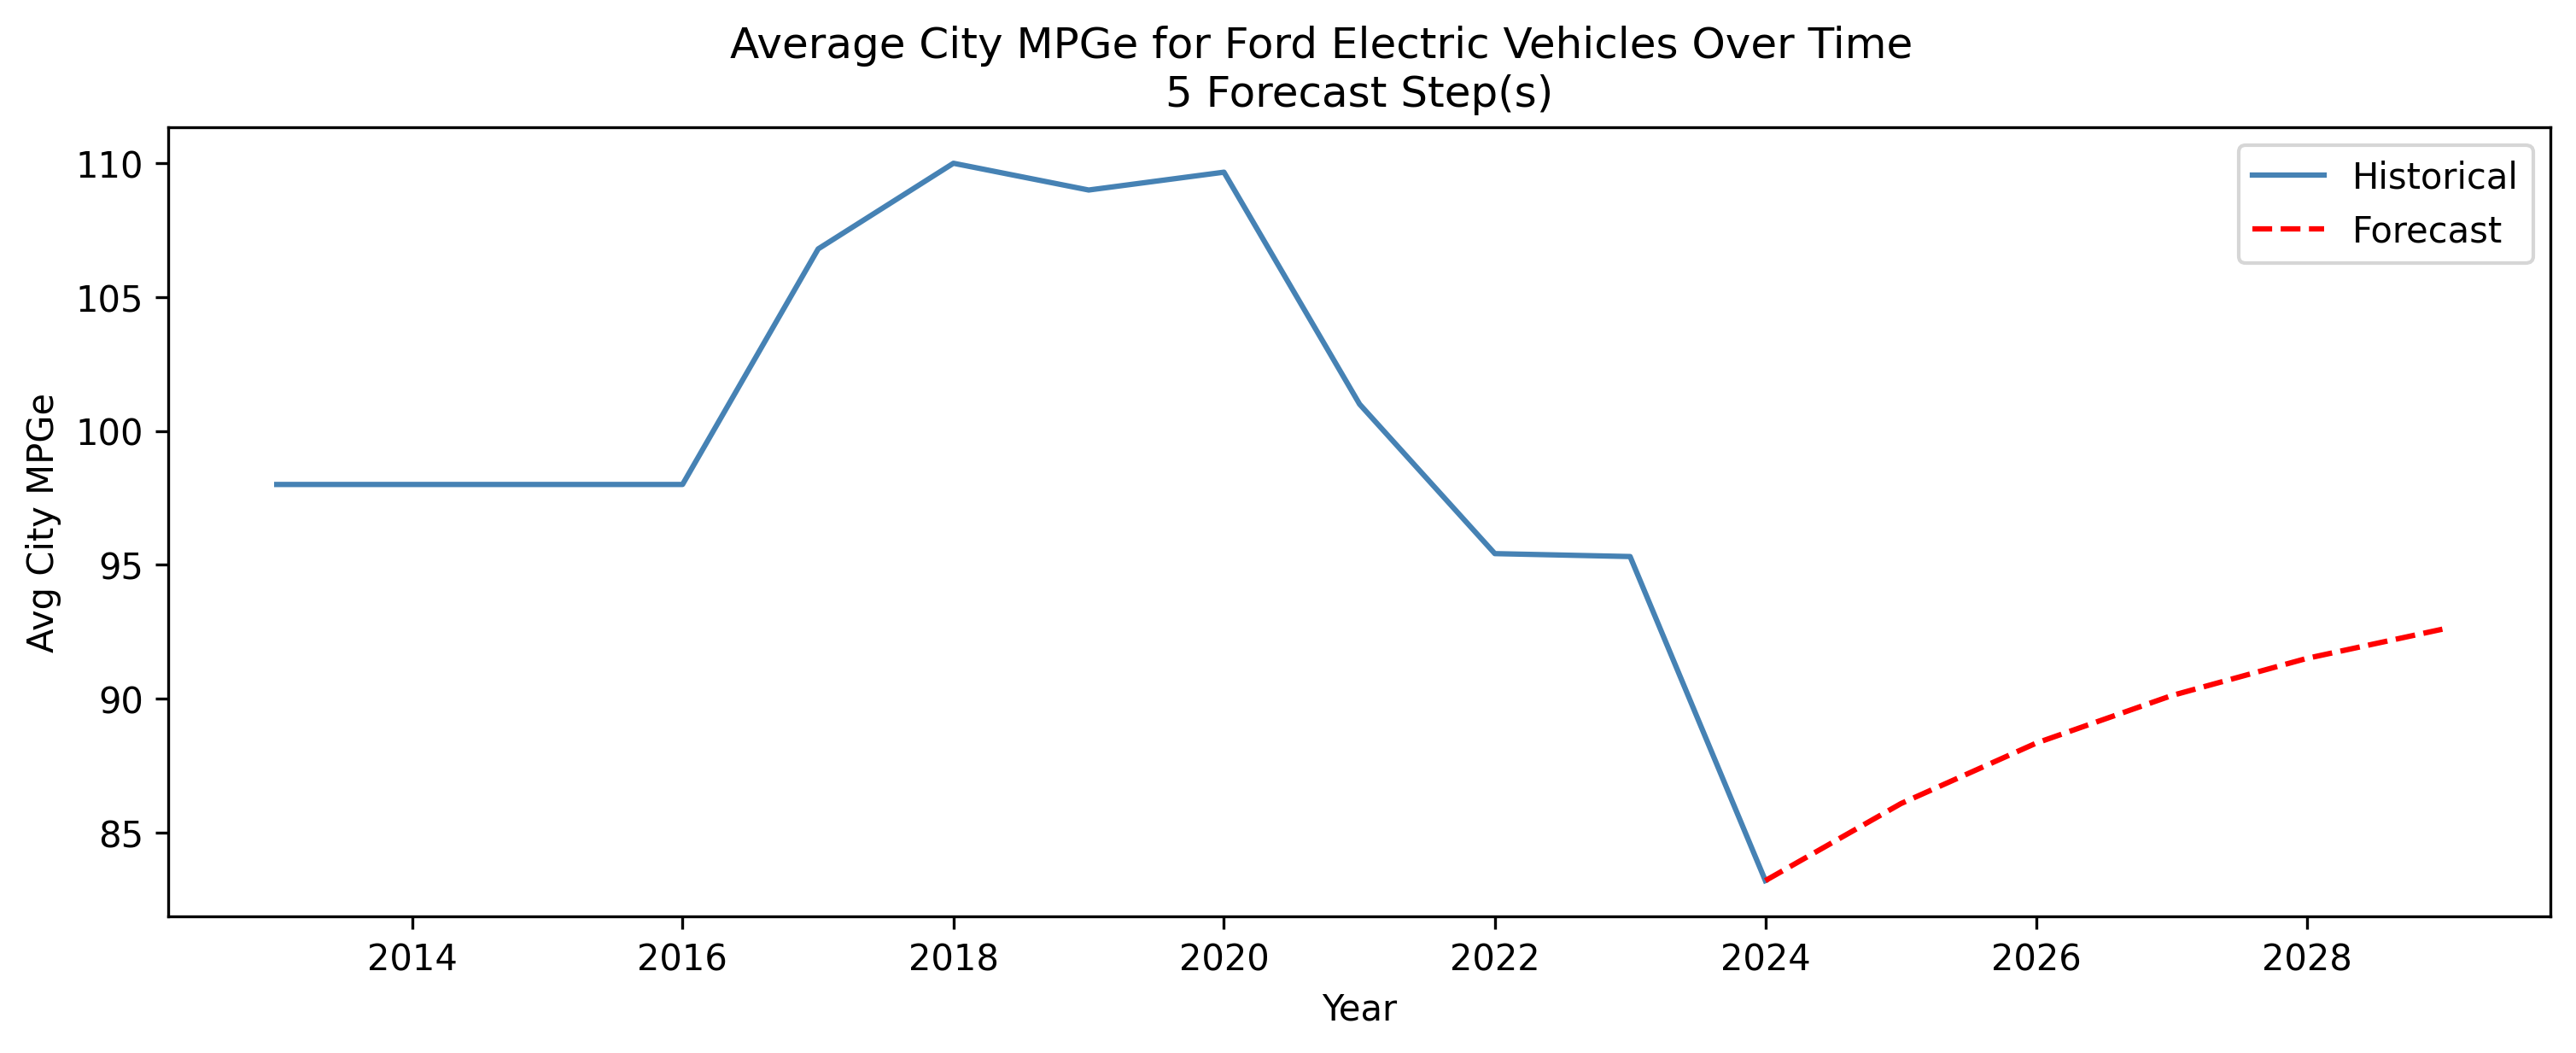 Average City MPGe for Ford Electric Vehicles Over Time
5 Forecast Step(s)
Historical
Forecast
Avg City MPGe
110
105
100
95
90
85
2014
2016
2018
2020
2022
2024
2026
2028
Year